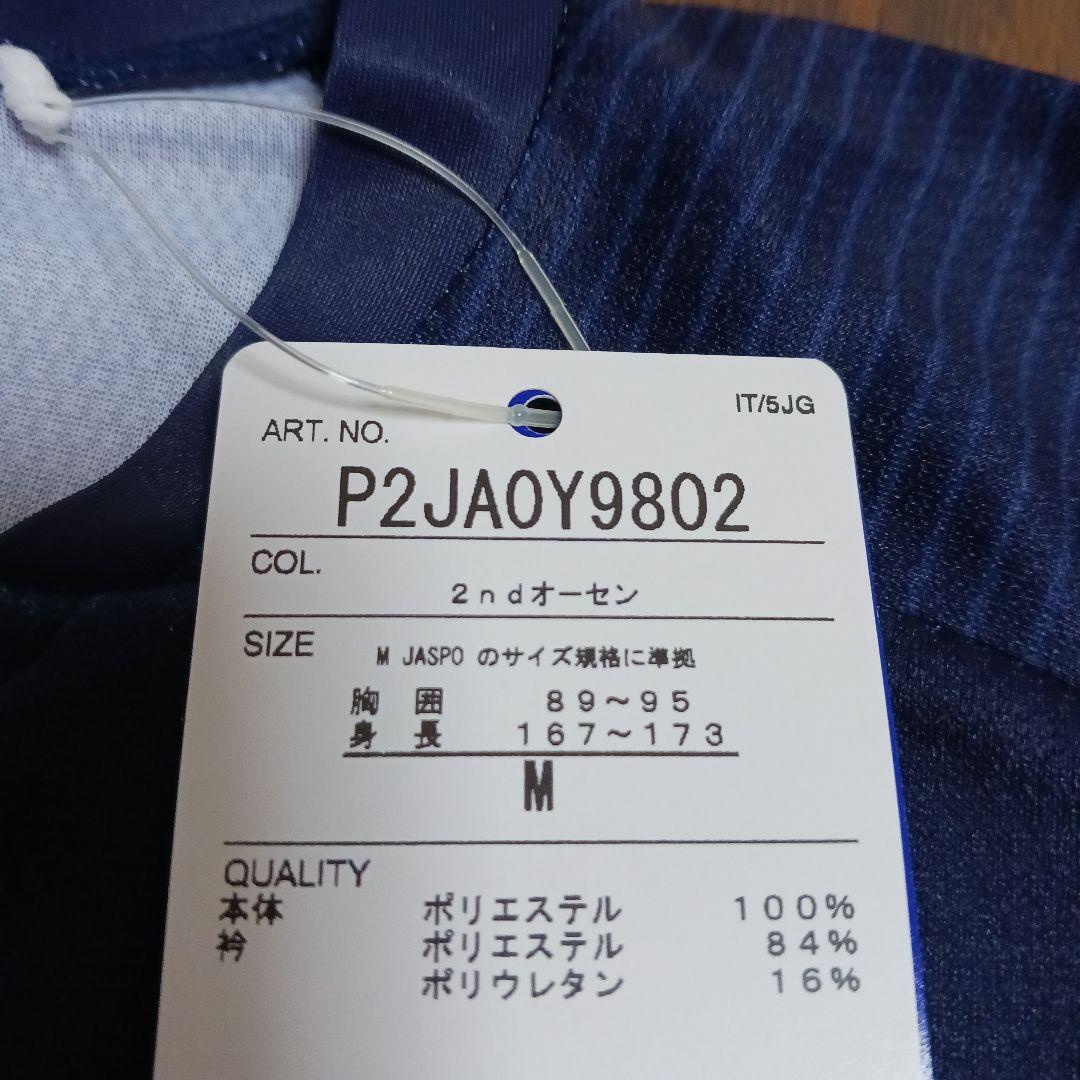 IT/5JG
ART. NO.
P2JA0Y9802
COL.
2ndオーセン
SIZE M JASPO のサイズ規格に準拠
胸 囲 89～95
身 長 167～173
M
QUALITY
本体 ポリエステル 100%
衿 ポリエステル 84%
ポリウレタン 16%